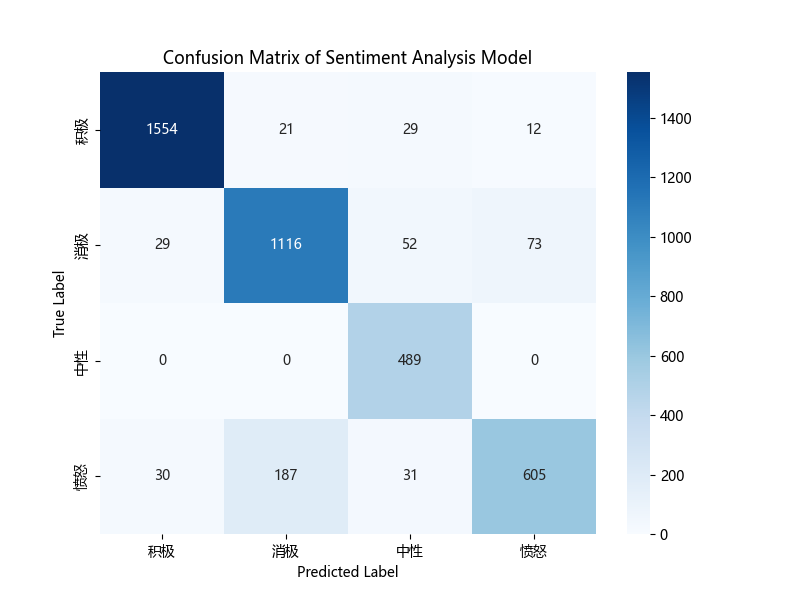 Confusion Matrix of Sentiment Analysis Model
True Label
积极
1554 21 29 12
消极
29 1116 52 73
中性
0 0 489 0
愤怒
30 187 31 605
积极 消极 中性 愤怒
Predicted Label
1400
1200
1000
800
600
400
200
0